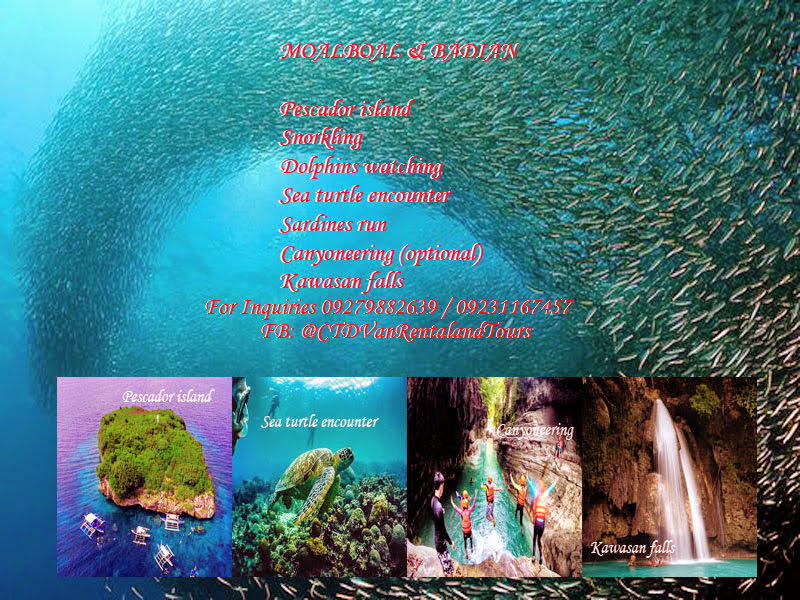 MOALBOAL & BADIAN
Pescador island
Snorkling
Dolphins watching
Sea turtle encounter
Sardines run
Canyoneering (optional)
Kawasan falls
For Inquiries 09279882639 / 09231167457
FB: @CTDVanRentalandTours
Pescador island
Sea turtle encounter
Canyoneering
Kawasan falls